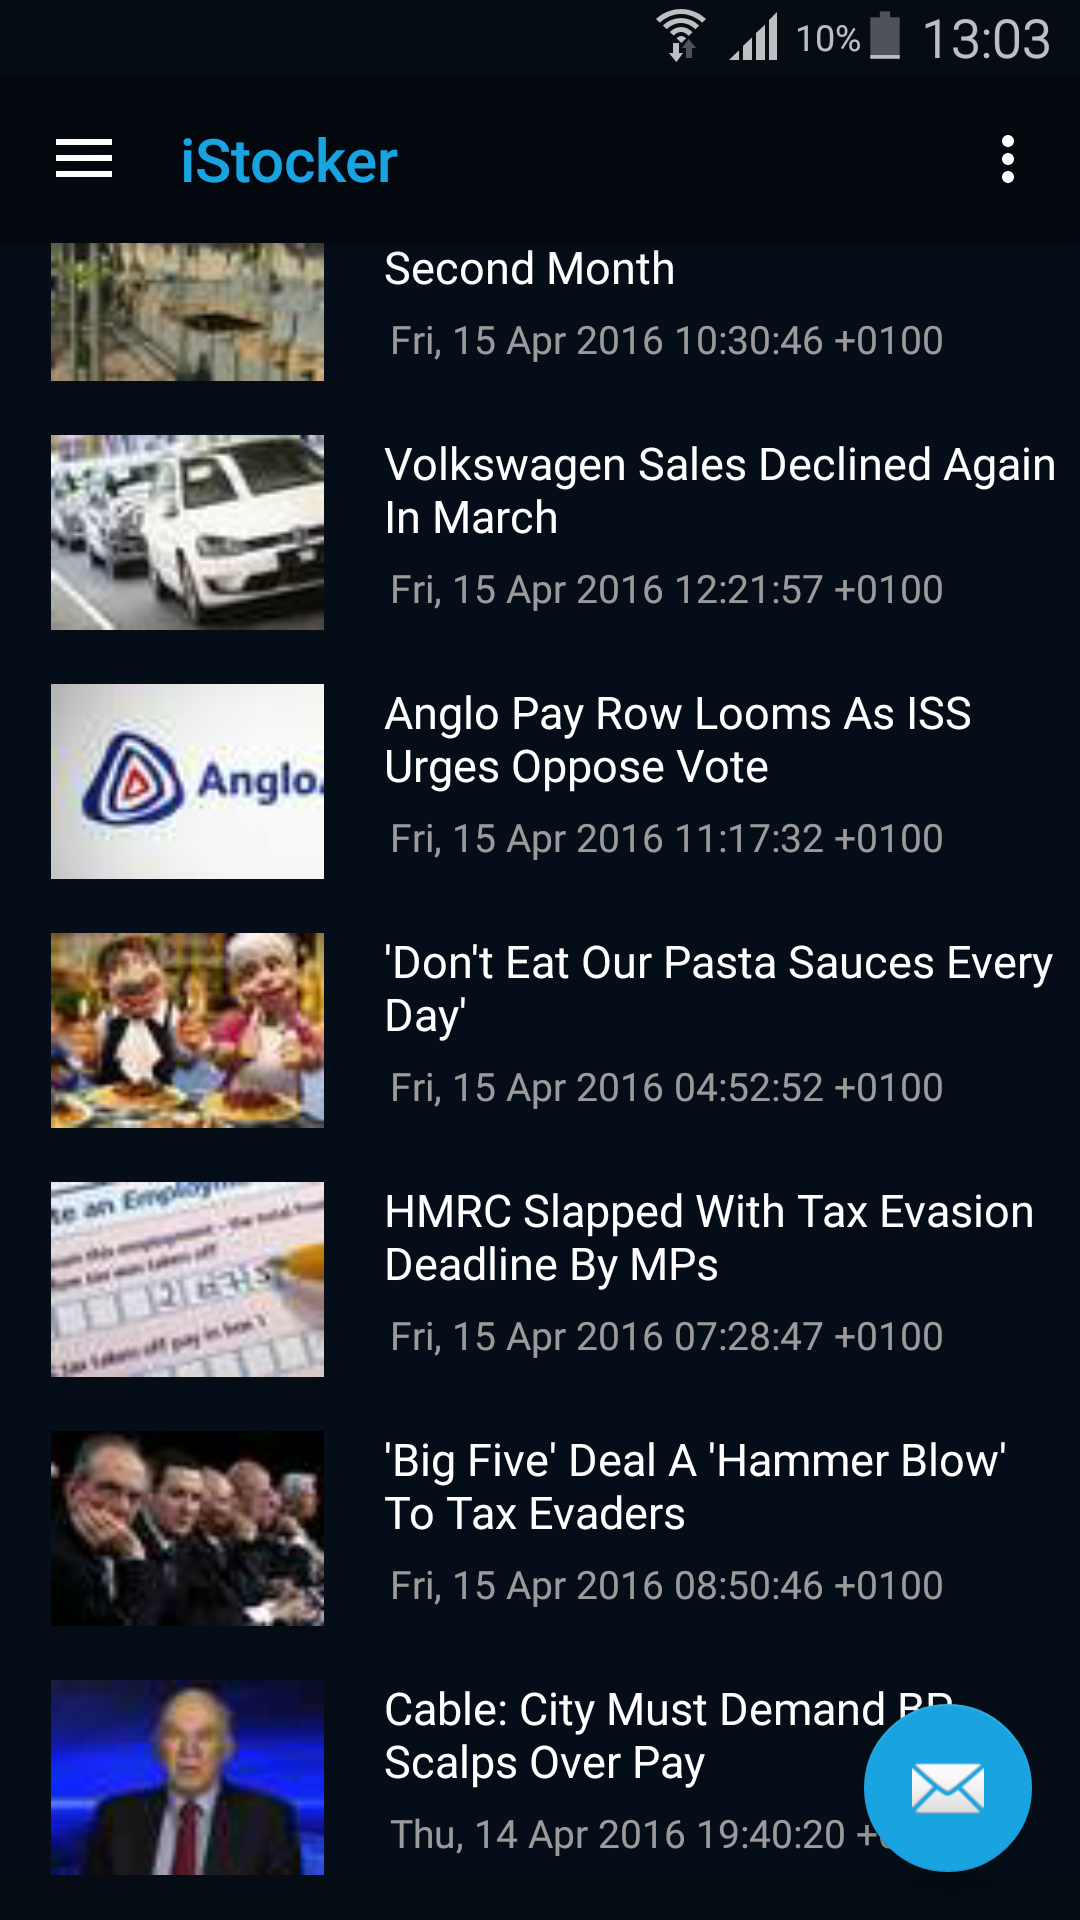 10% 13:03
iStocker
Second Month
Fri, 15 Apr 2016 10:30:46 +0100
Volkswagen Sales Declined Again
In March
Fri, 15 Apr 2016 12:21:57 +0100
Anglo
Anglo Pay Row Looms As ISS
Urges Oppose Vote
Fri, 15 Apr 2016 11:17:32 +0100
'Don't Eat Our Pasta Sauces Every
Day'
Fri, 15 Apr 2016 04:52:52 +0100
HMRC Slapped With Tax Evasion
Deadline By MPs
Fri, 15 Apr 2016 07:28:47 +0100
'Big Five' Deal A 'Hammer Blow'
To Tax Evaders
Fri, 15 Apr 2016 08:50:46 +0100
Cable: City Must Demand
Scalps Over Pay
Thu, 14 Apr 2016 19:40:20